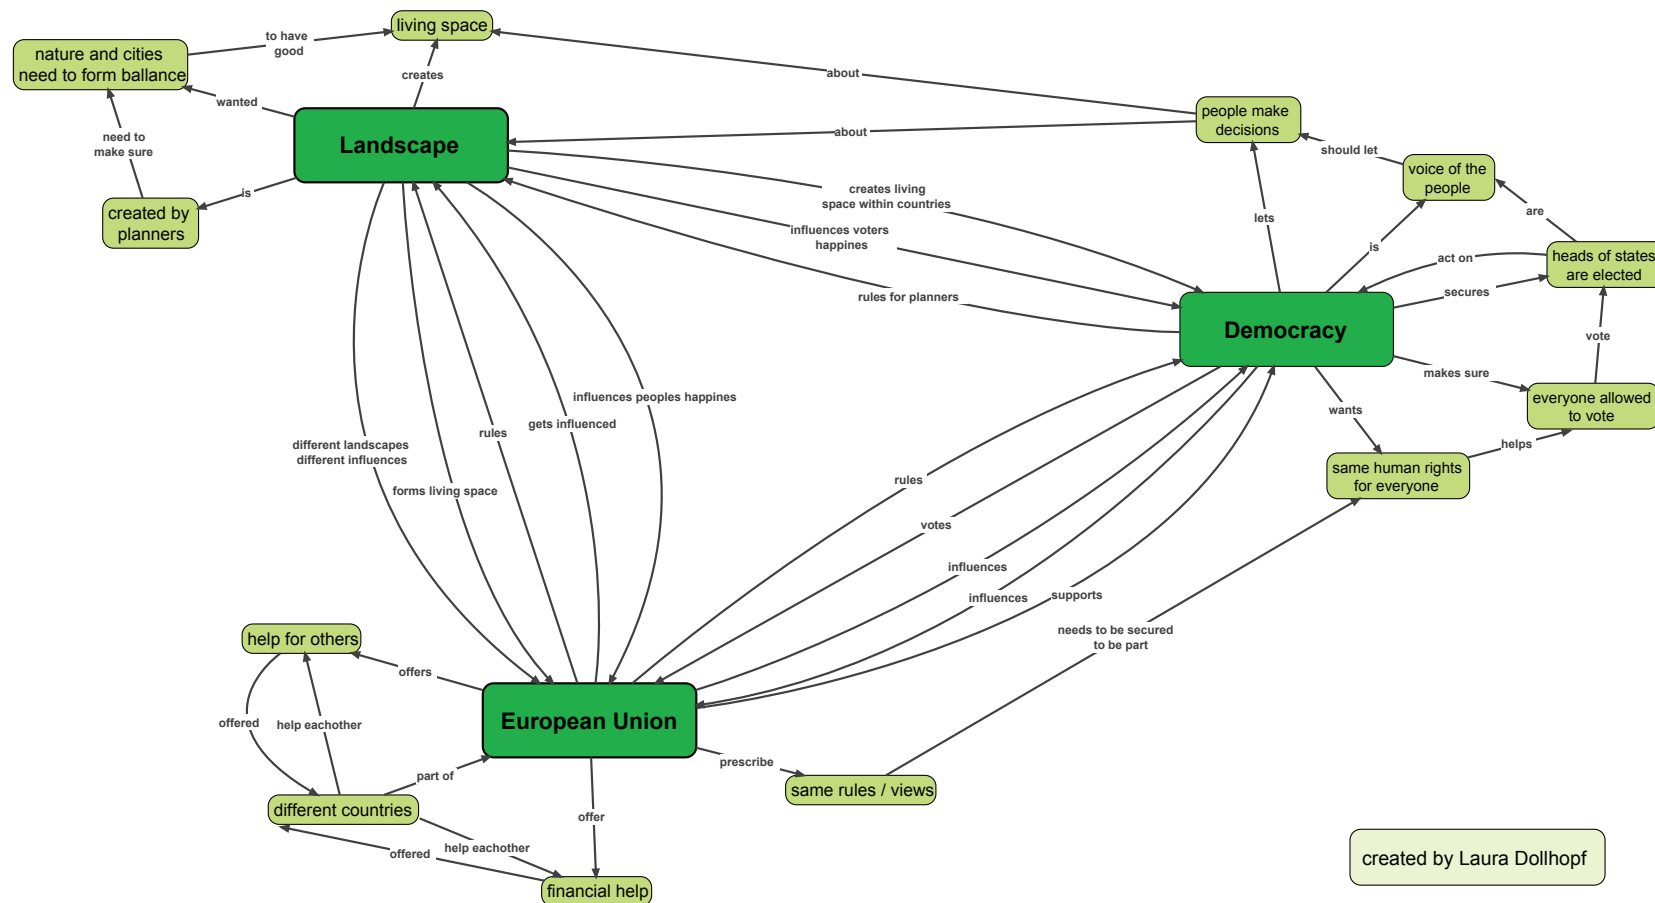 living space
to have
good
nature and cities
need to form ballance
creates
about
wanted
people make
decisions
Landscape
about
need to
make sure
should let
voice of the
people
is
creates living
space within countries
created by
planners
lets
are
influences voters
happines
is
act on
heads of states
are elected
rules for planners
secures
Democracy
vote
makes sure
influences peoples happines
everyone allowed
to vote
wants
gets influenced
rules
different landscapes
different influences
helps
same human rights
for everyone
rules
forms living space
votes
influences
influences
supports
needs to be secured
to be part
help for others
offers
offered
help eachother
European Union
prescribe
part of
same rules / views
different countries
offer
help eachother
offered
financial help
created by Laura Dollhopf